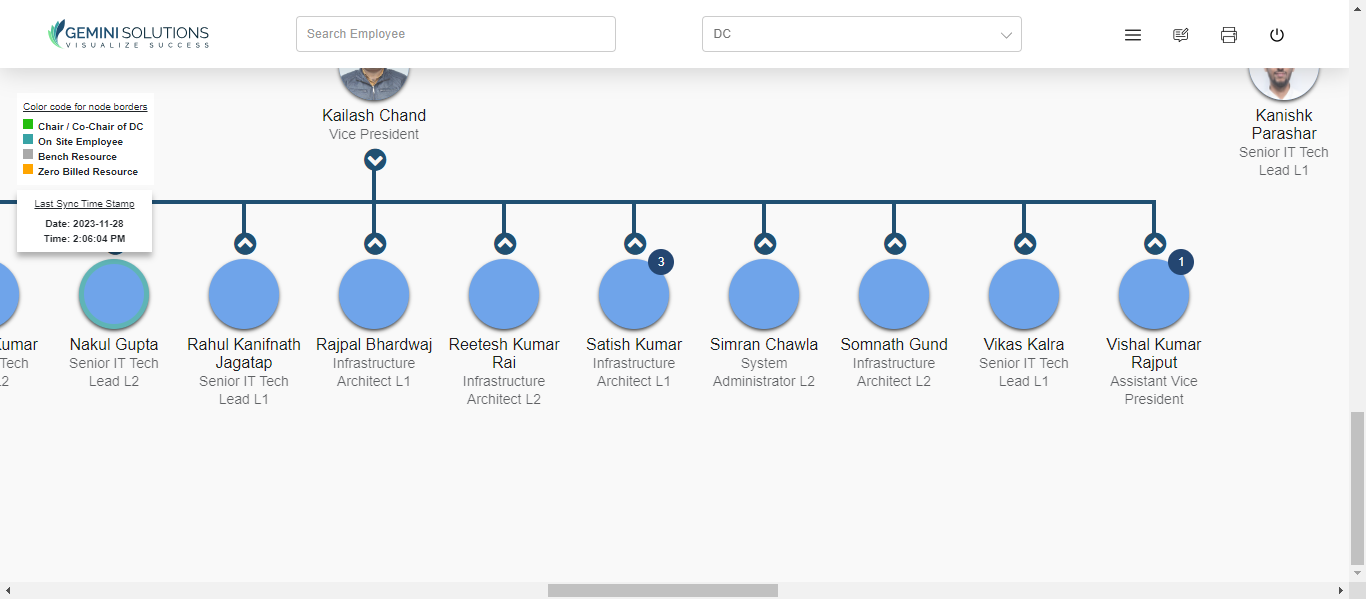 GEMINI SOLUTIONS
VISUALIZE SUCCESS
Search Employee
DC
Color code for node borders
Chair / Co-Chair of DC
On Site Employee
Bench Resource
Zero Billed Resource
Last Sync Time Stamp
Date: 2023-11-28
Time: 2:06:04 PM
Kailash Chand
Vice President
Kanishk
Parashar
Senior IT Tech
Lead L1
umar
Tech
2
Nakul Gupta
Senior IT Tech
Lead L2
Rahul Kanifnath
Jagatap
Senior IT Tech
Lead L1
Rajpal Bhardwaj
Infrastructure
Architect L1
Reetesh Kumar
Rai
Infrastructure
Architect L2
3
Satish Kumar
Infrastructure
Architect L1
Simran Chawla
System
Administrator L2
Somnath Gund
Infrastructure
Architect L2
Vikas Kalra
Senior IT Tech
Lead L1
1
Vishal Kumar
Rajput
Assistant Vice
President